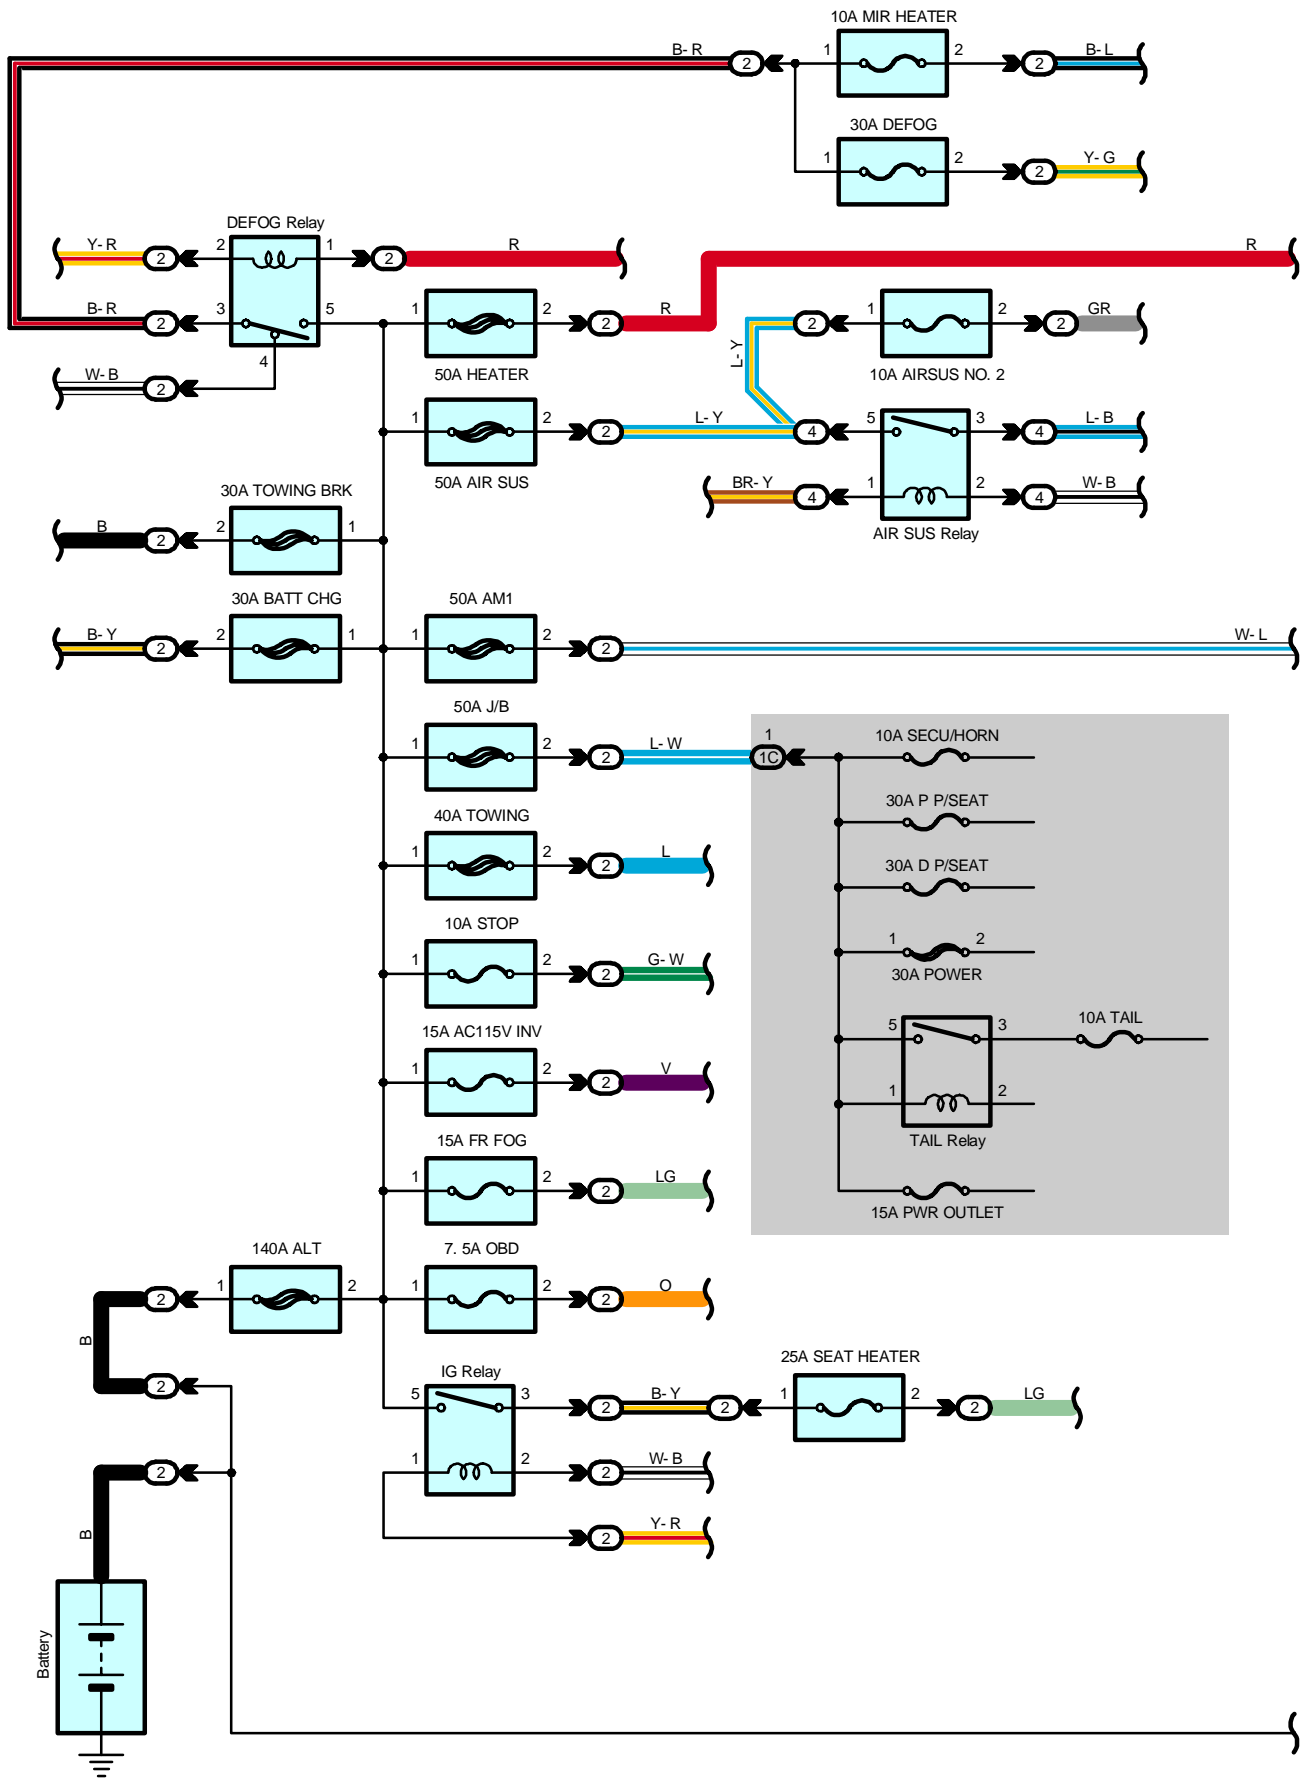 10A MIR HEATER
B- R 2 1 2 2 B- L
30A DEFOG
1 2 2 Y- G
DEFOG Relay
Y- R 2 2 1 2 R R
B- R 2 3 5 1 2 2 R 2 1 2 2 GR
4 50A HEATER L- Y 10A AIRSUS NO. 2
W- B 2
1 2 2 L- Y 4 5 3 4 L- B
50A AIR SUS
BR- Y 4 1 2 4 W- B
30A TOWING BRK
AIR SUS Relay
B 2 2 1
30A BATT CHG 50A AM1
B- Y 2 2 1 1 2 2 W- L
50A J/B
1 2 2 L- W 1 1C 10A SECU/HORN
30A P P/SEAT
40A TOWING
1 2 2 L 30A D P/SEAT
10A STOP
1 2 2 G- W 1 2
30A POWER
15A AC115V INV
5 3 10A TAIL
1 2 2 V 1 2
TAIL Relay
15A FR FOG
1 2 2 LG
15A PWR OUTLET
140A ALT 7. 5A OBD
2 1 2 1 2 2 O
B
2
IG Relay 25A SEAT HEATER
5 3 2 B- Y 2 1 2 2 LG
2 1 2 2 W- B
B
2 Y- R
Battery